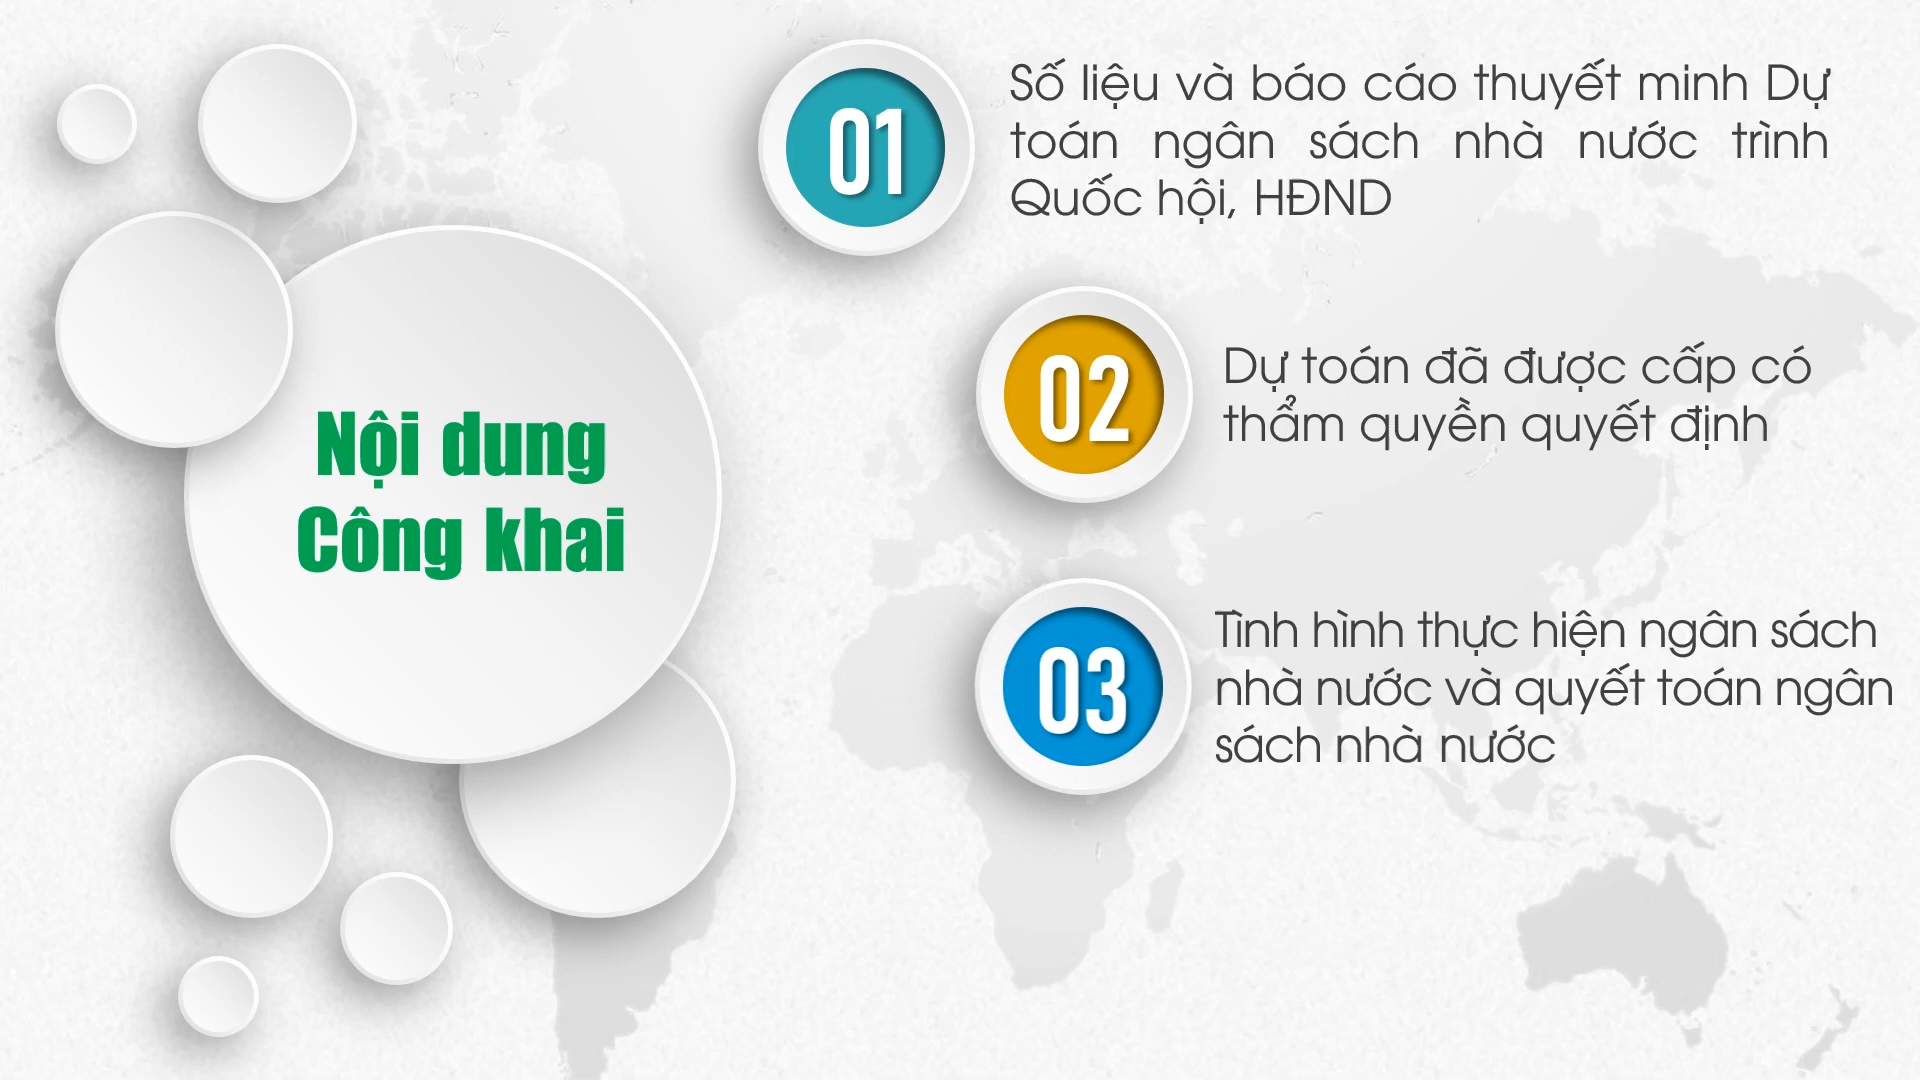 Nội dung
Công khai
01
Số liệu và báo cáo thuyết minh Dự
toán ngân sách nhà nước trình
Quốc hội, HĐND
02
Dự toán đã được cấp có
thẩm quyền quyết định
03
Tình hình thực hiện ngân sách
nhà nước và quyết toán ngân
sách nhà nước